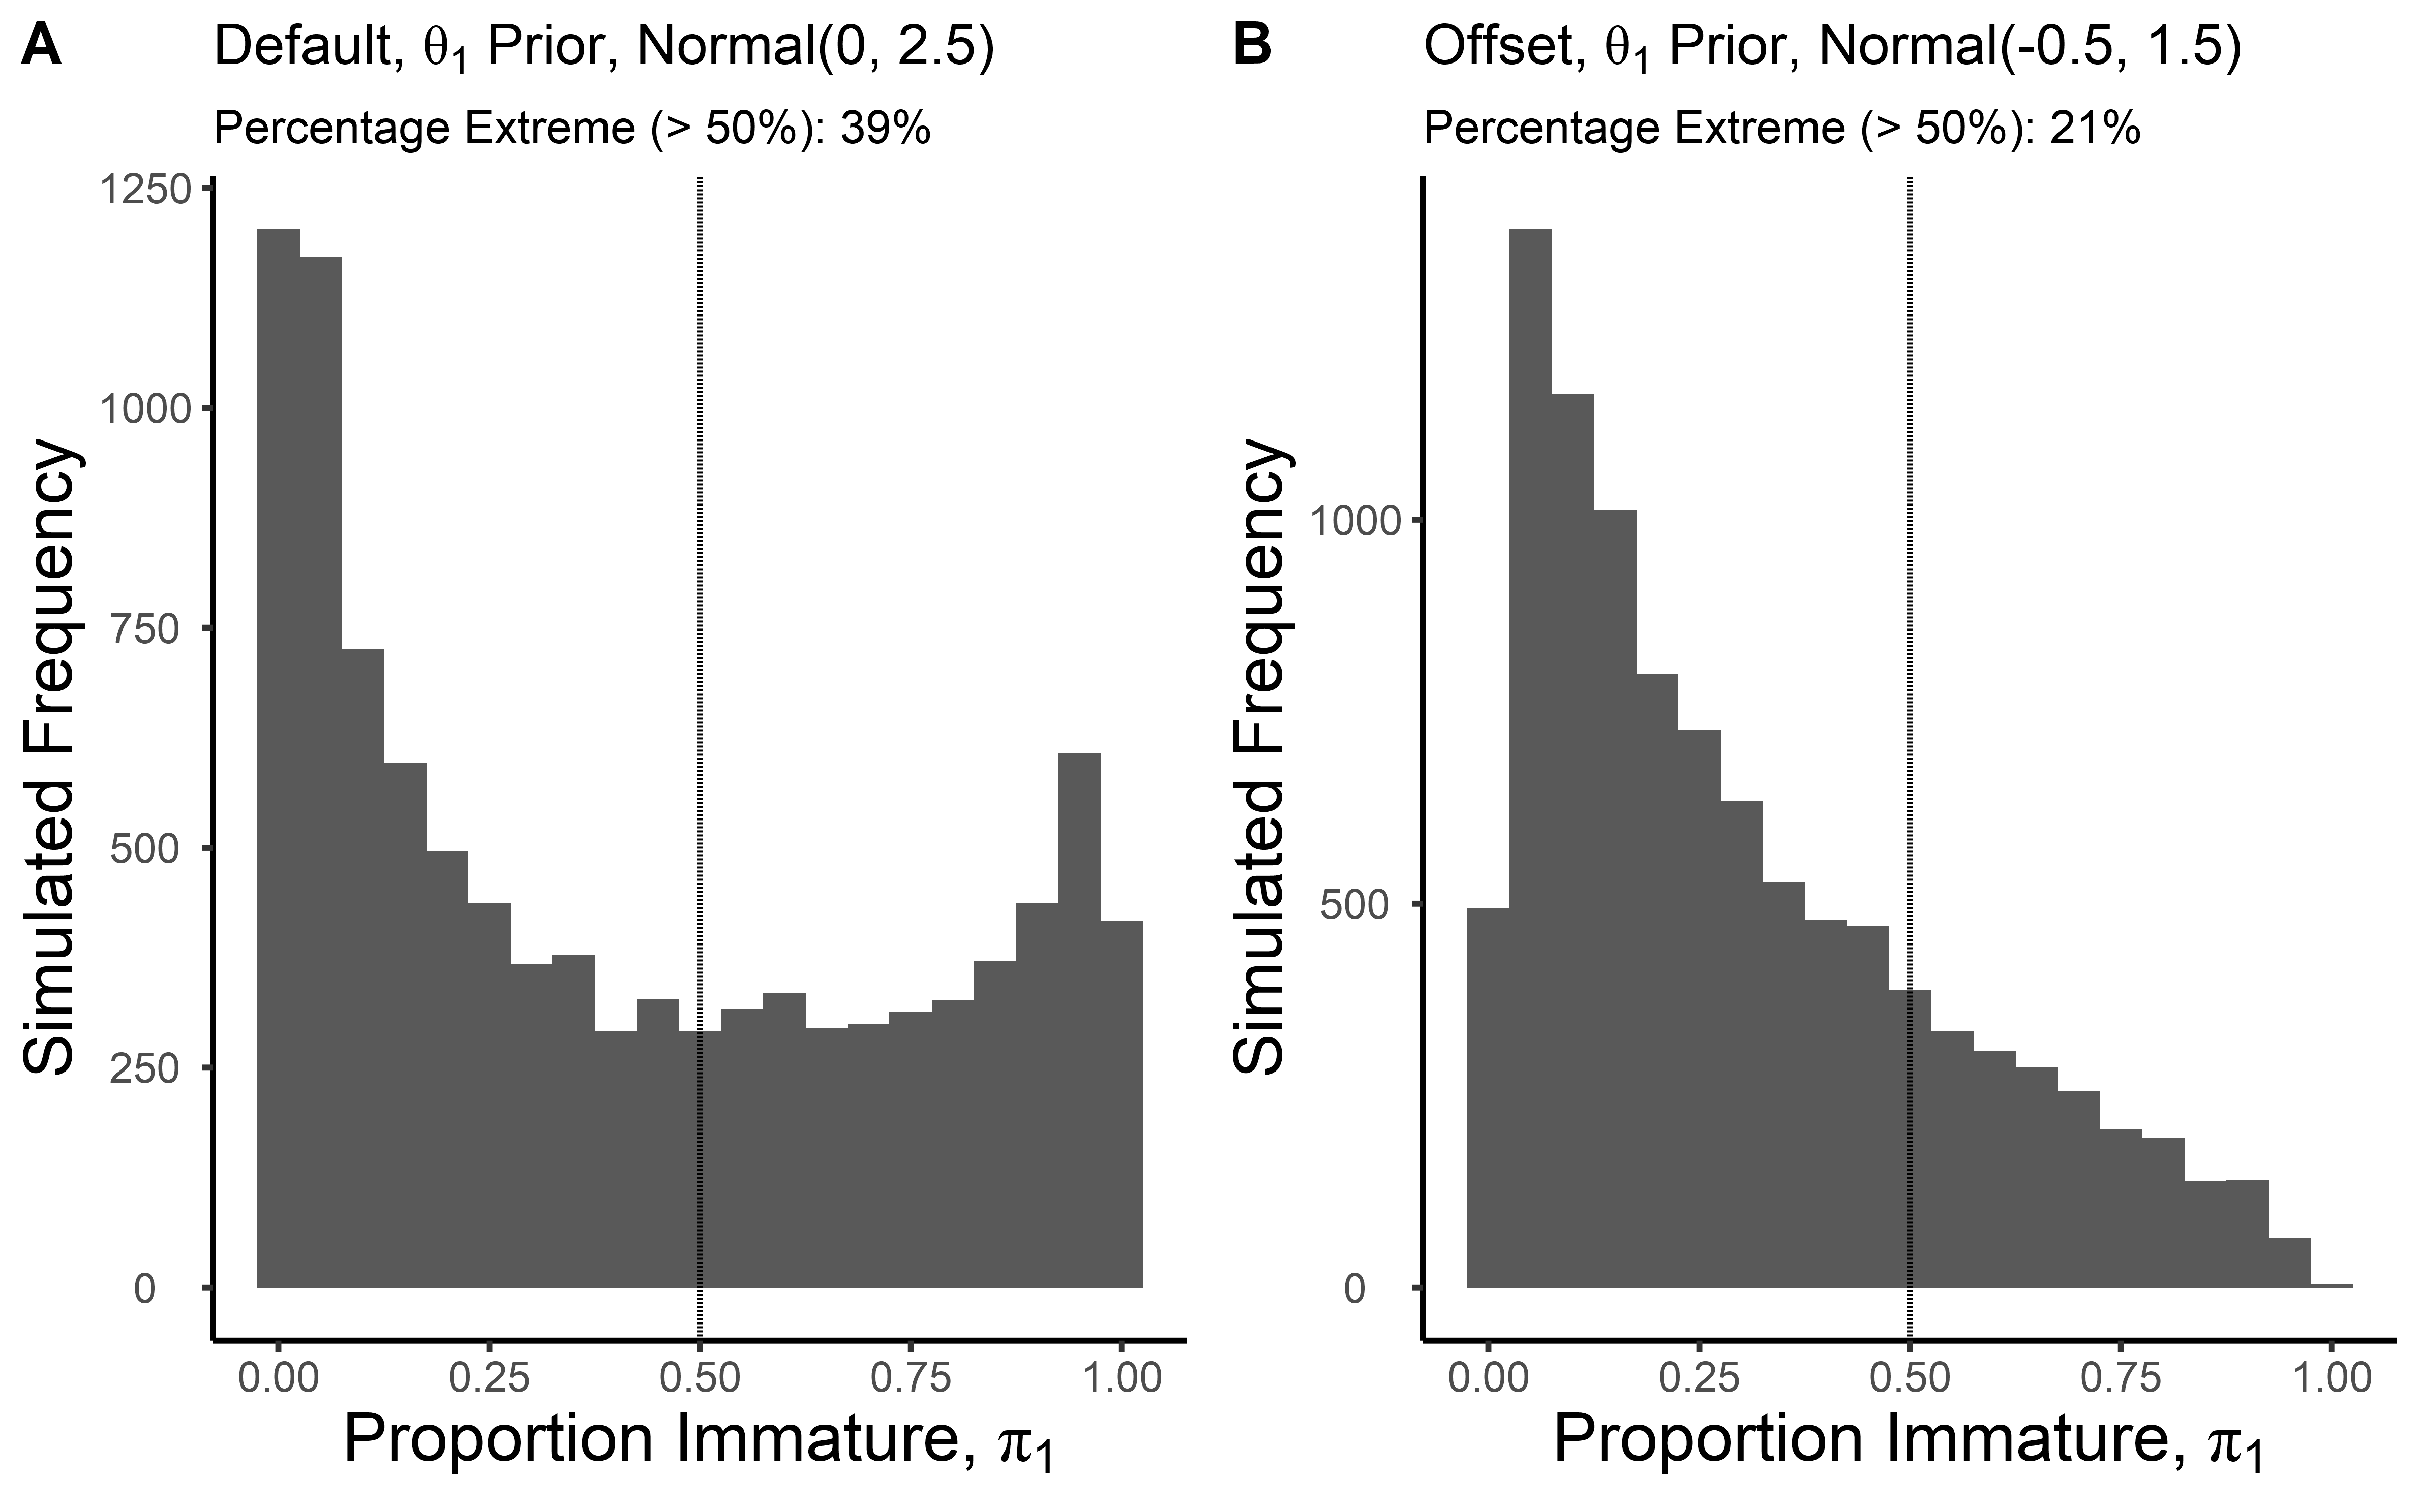 A
Default, θ₁ Prior, Normal(0, 2.5)
Percentage Extreme (> 50%): 39%
Simulated Frequency
1250
1000
750
500
250
0
0.00 0.25 0.50 0.75 1.00
Proportion Immature, π₁
B
Offset, θ₁ Prior, Normal(-0.5, 1.5)
Percentage Extreme (> 50%): 21%
Simulated Frequency
1000
500
0
0.00 0.25 0.50 0.75 1.00
Proportion Immature, π₁